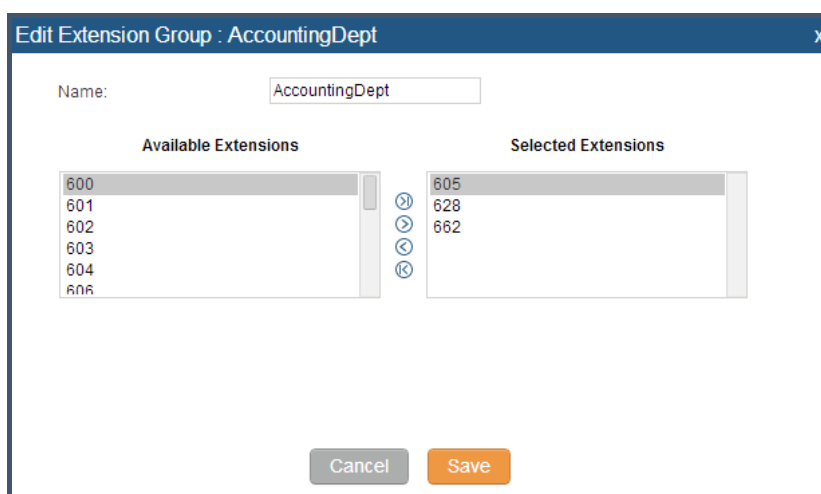 Edit Extension Group : AccountingDept x
Name: AccountingDept
Available Extensions Selected Extensions
600 605
601 628
602 662
603
604
606
Cancel Save